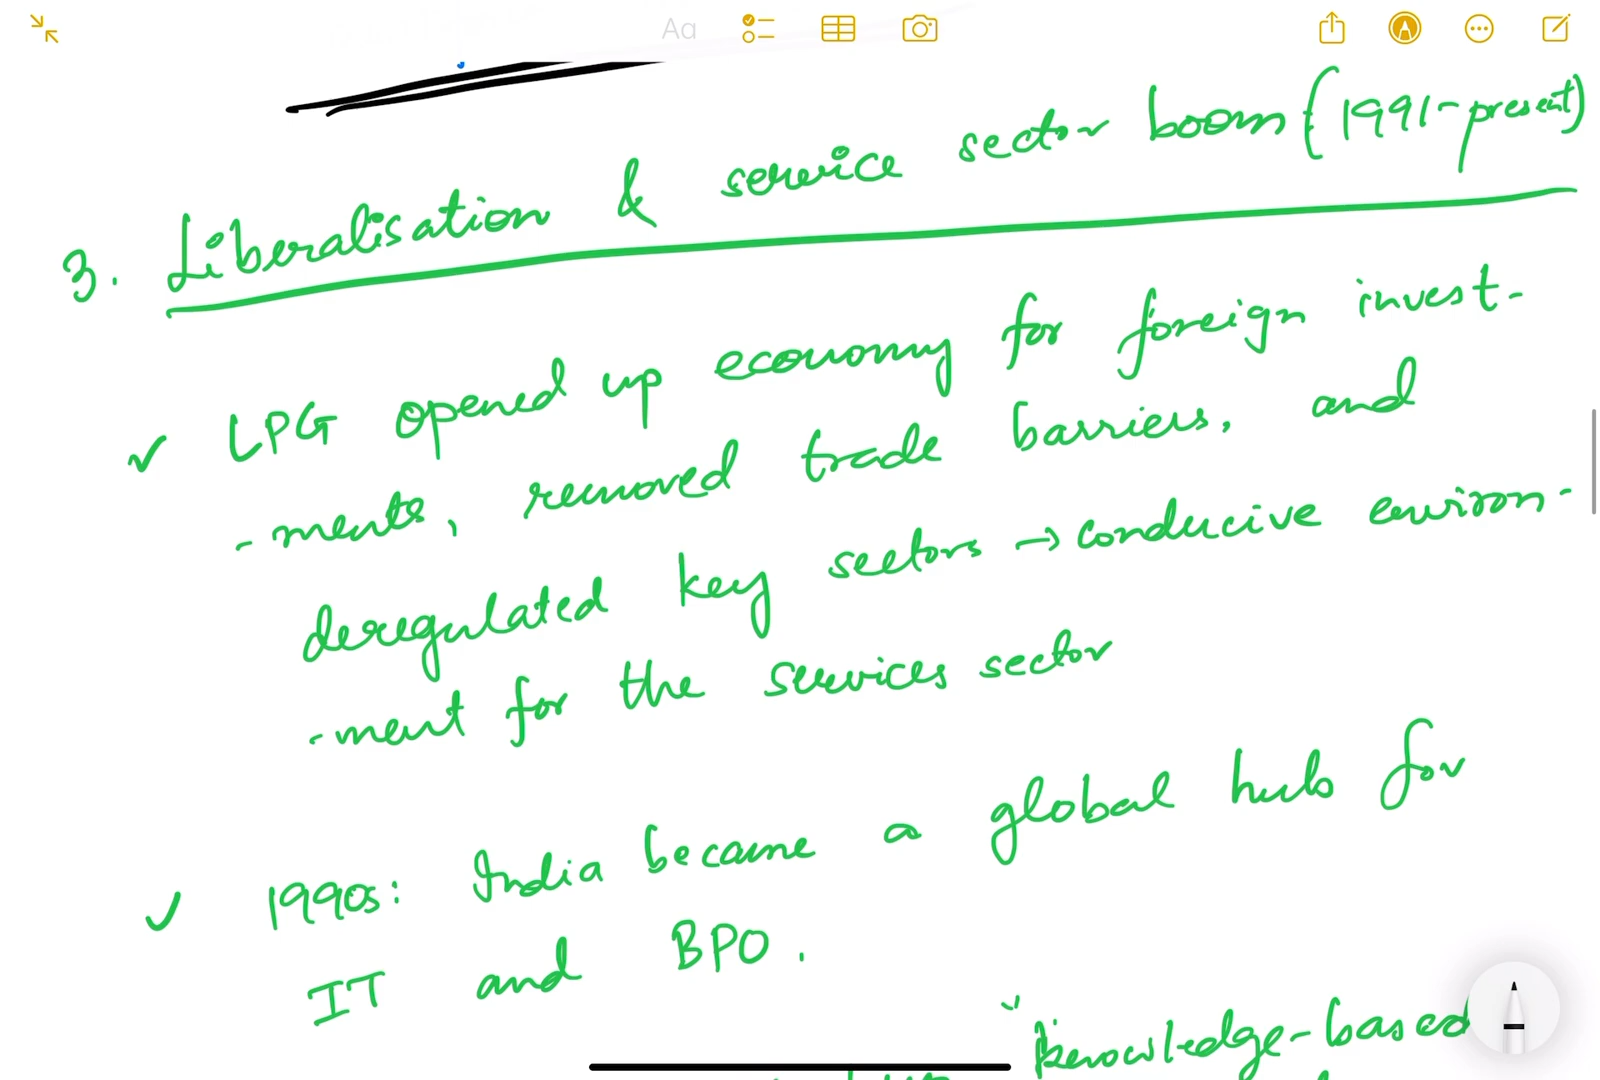 Aa
3. Liberalisation & service sector boom (1991-present)
✓ LPG opened up economy for foreign invest-
-ments, removed trade barriers, and
deregulated key sectors → conducive environ-
-ment for the services sector
✓ 1990s: India became a global hub for
IT and BPO.
"knowledge-based